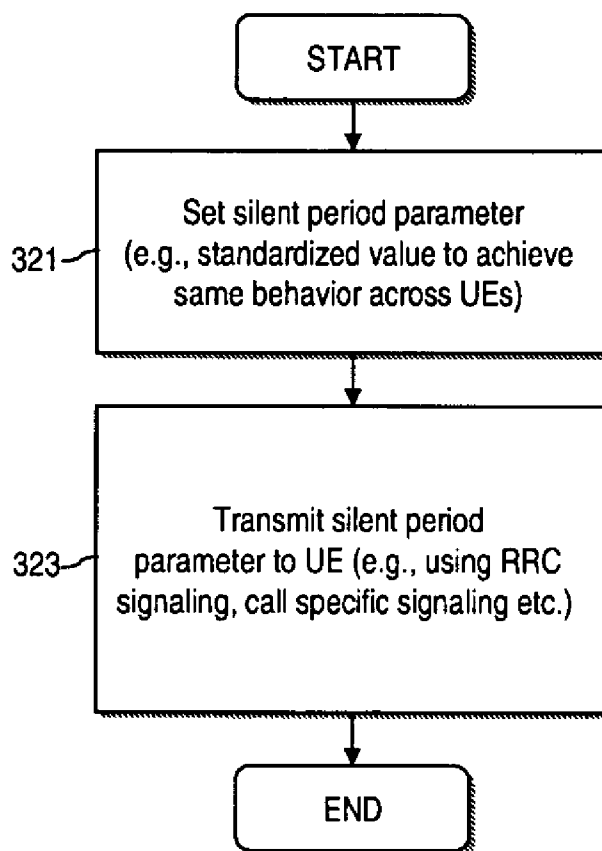 START
Set silent period parameter
321
(e.g., standardized value to achieve
same behavior across UEs)
Transmit silent period
323
parameter to UE (e.g., using RRC
signaling, call specific signaling etc.)
END